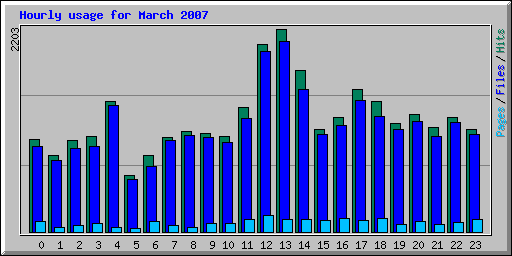 Hourly usage for March 2007
2203
Pages / Files / Hits
0 1 2 3 4 5 6 7 8 9 10 11 12 13 14 15 16 17 18 19 20 21 22 23